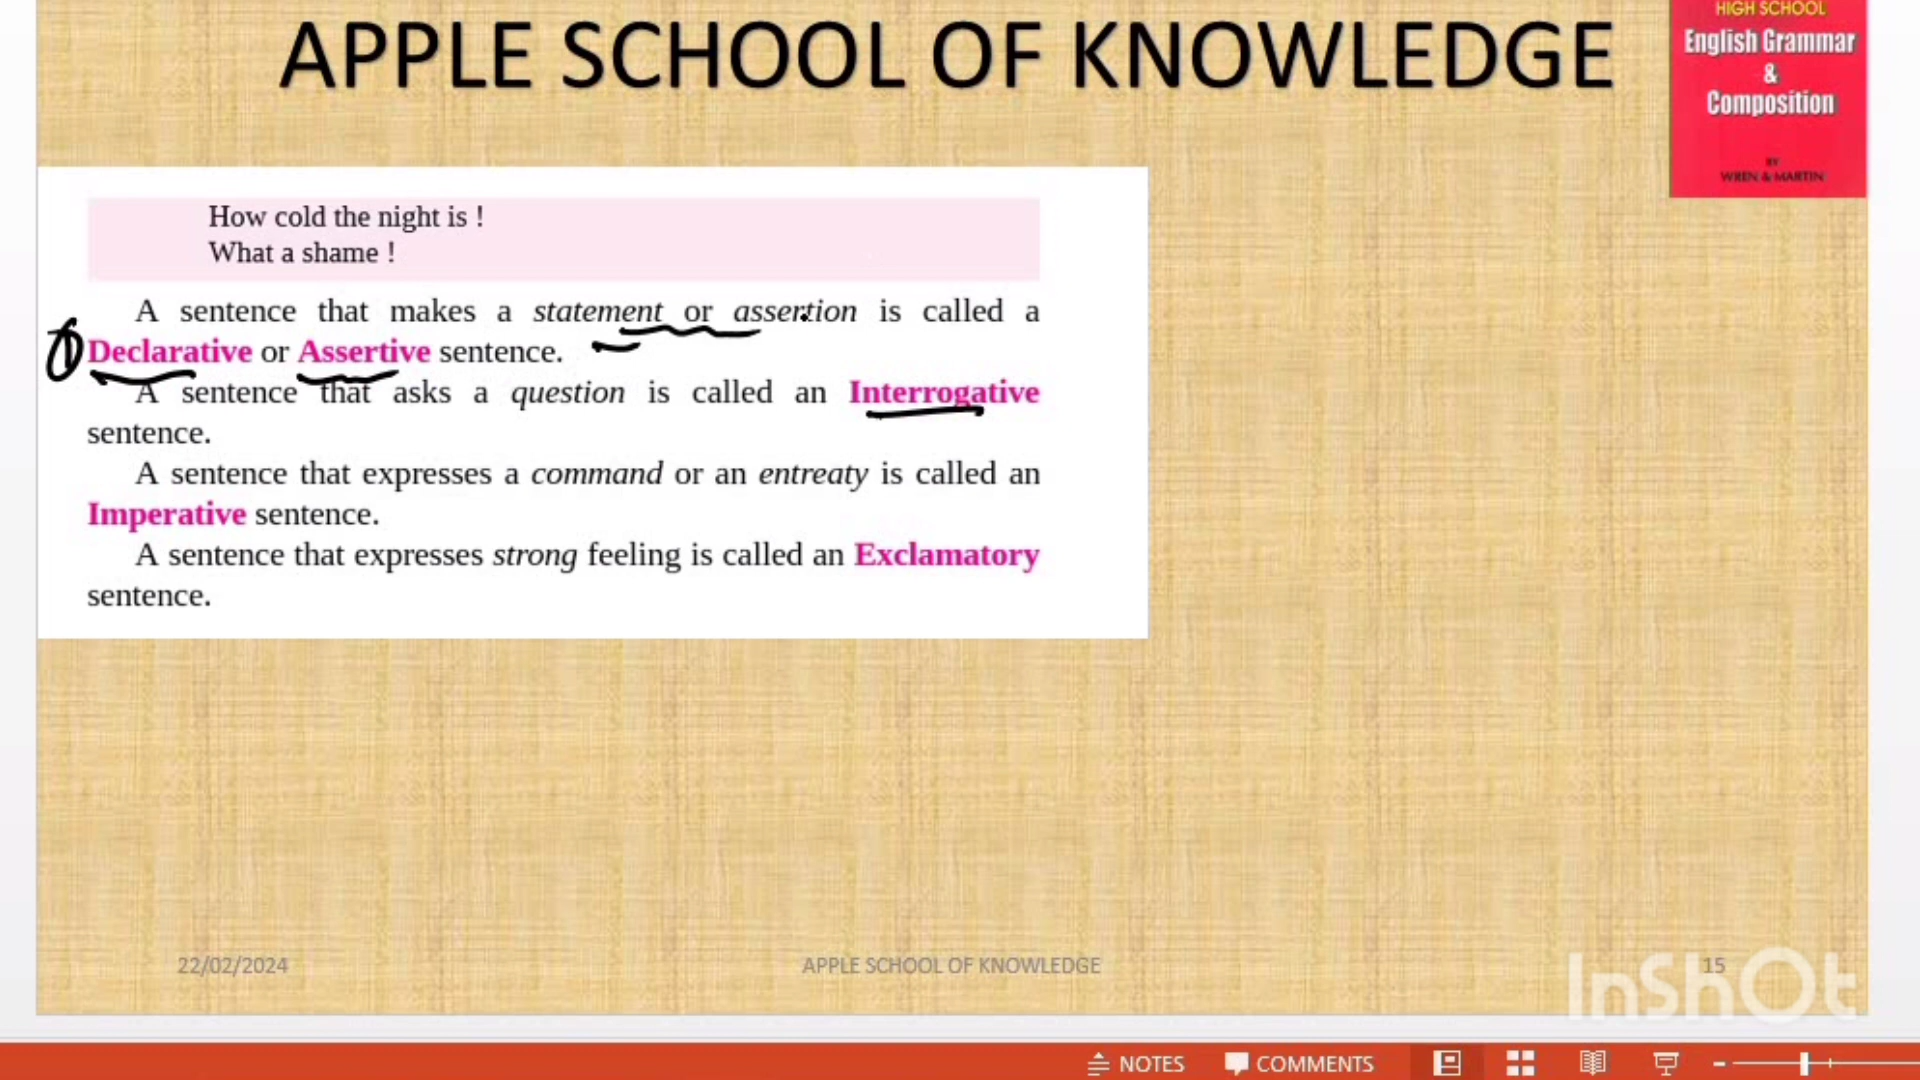 APPLE SCHOOL OF KNOWLEDGE
HIGH SCHOOL
English Grammar
&
Composition
BY
WREN & MARTIN
How cold the night is !
What a shame !
A sentence that makes a statement or assertion is called a
Declarative or Assertive sentence.
A sentence that asks a question is called an Interrogative
sentence.
A sentence that expresses a command or an entreaty is called an
Imperative sentence.
A sentence that expresses strong feeling is called an Exclamatory
sentence.
22/02/2024
APPLE SCHOOL OF KNOWLEDGE
15
InShOt
NOTES
COMMENTS